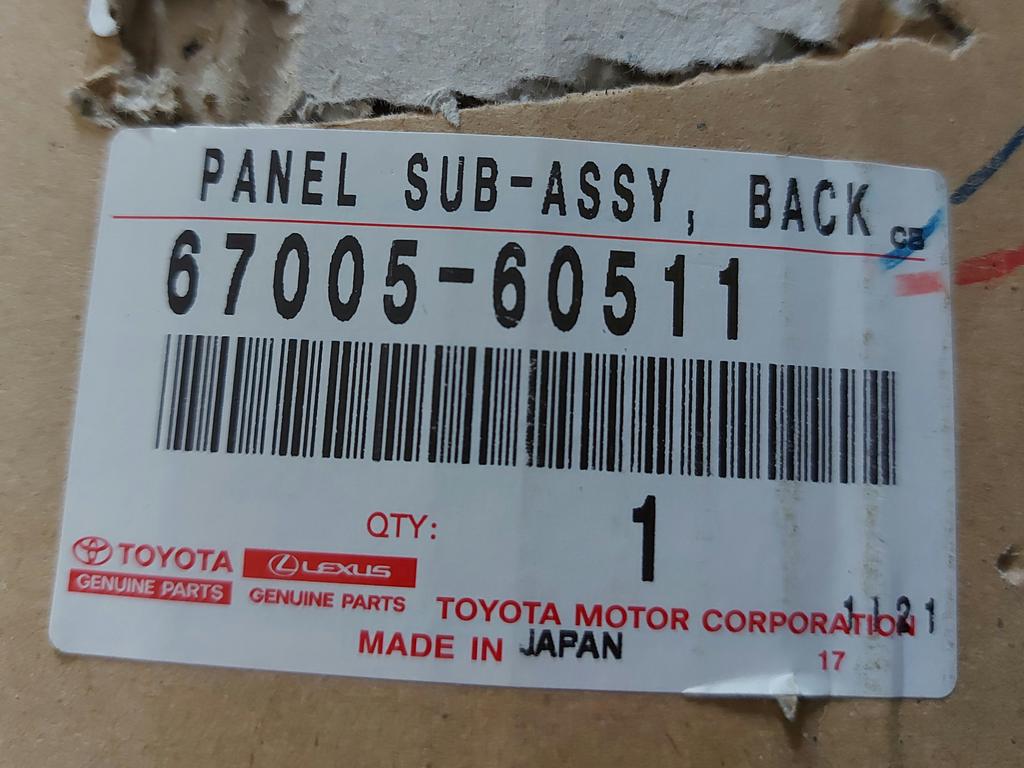 PANEL SUB-ASSY, BACK
CB
67005-60511
QTY: 1
TOYOTA
GENUINE PARTS
LEXUS
GENUINE PARTS
TOYOTA MOTOR CORPORATION
MADE IN JAPAN
17